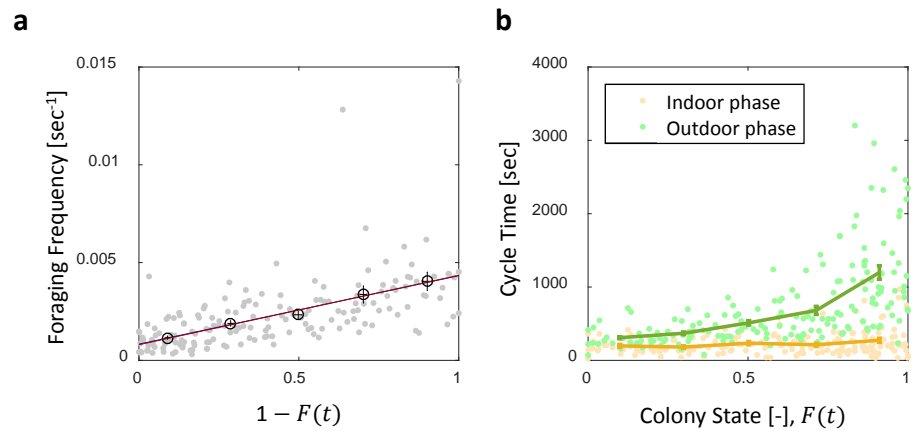 a
Foraging Frequency [sec⁻¹]
0.015
0.01
0.005
0
0
0.5
1
1 − F(t)
b
Cycle Time [sec]
4000
3000
2000
1000
0
Indoor phase
Outdoor phase
0
0.5
1
Colony State [-], F(t)